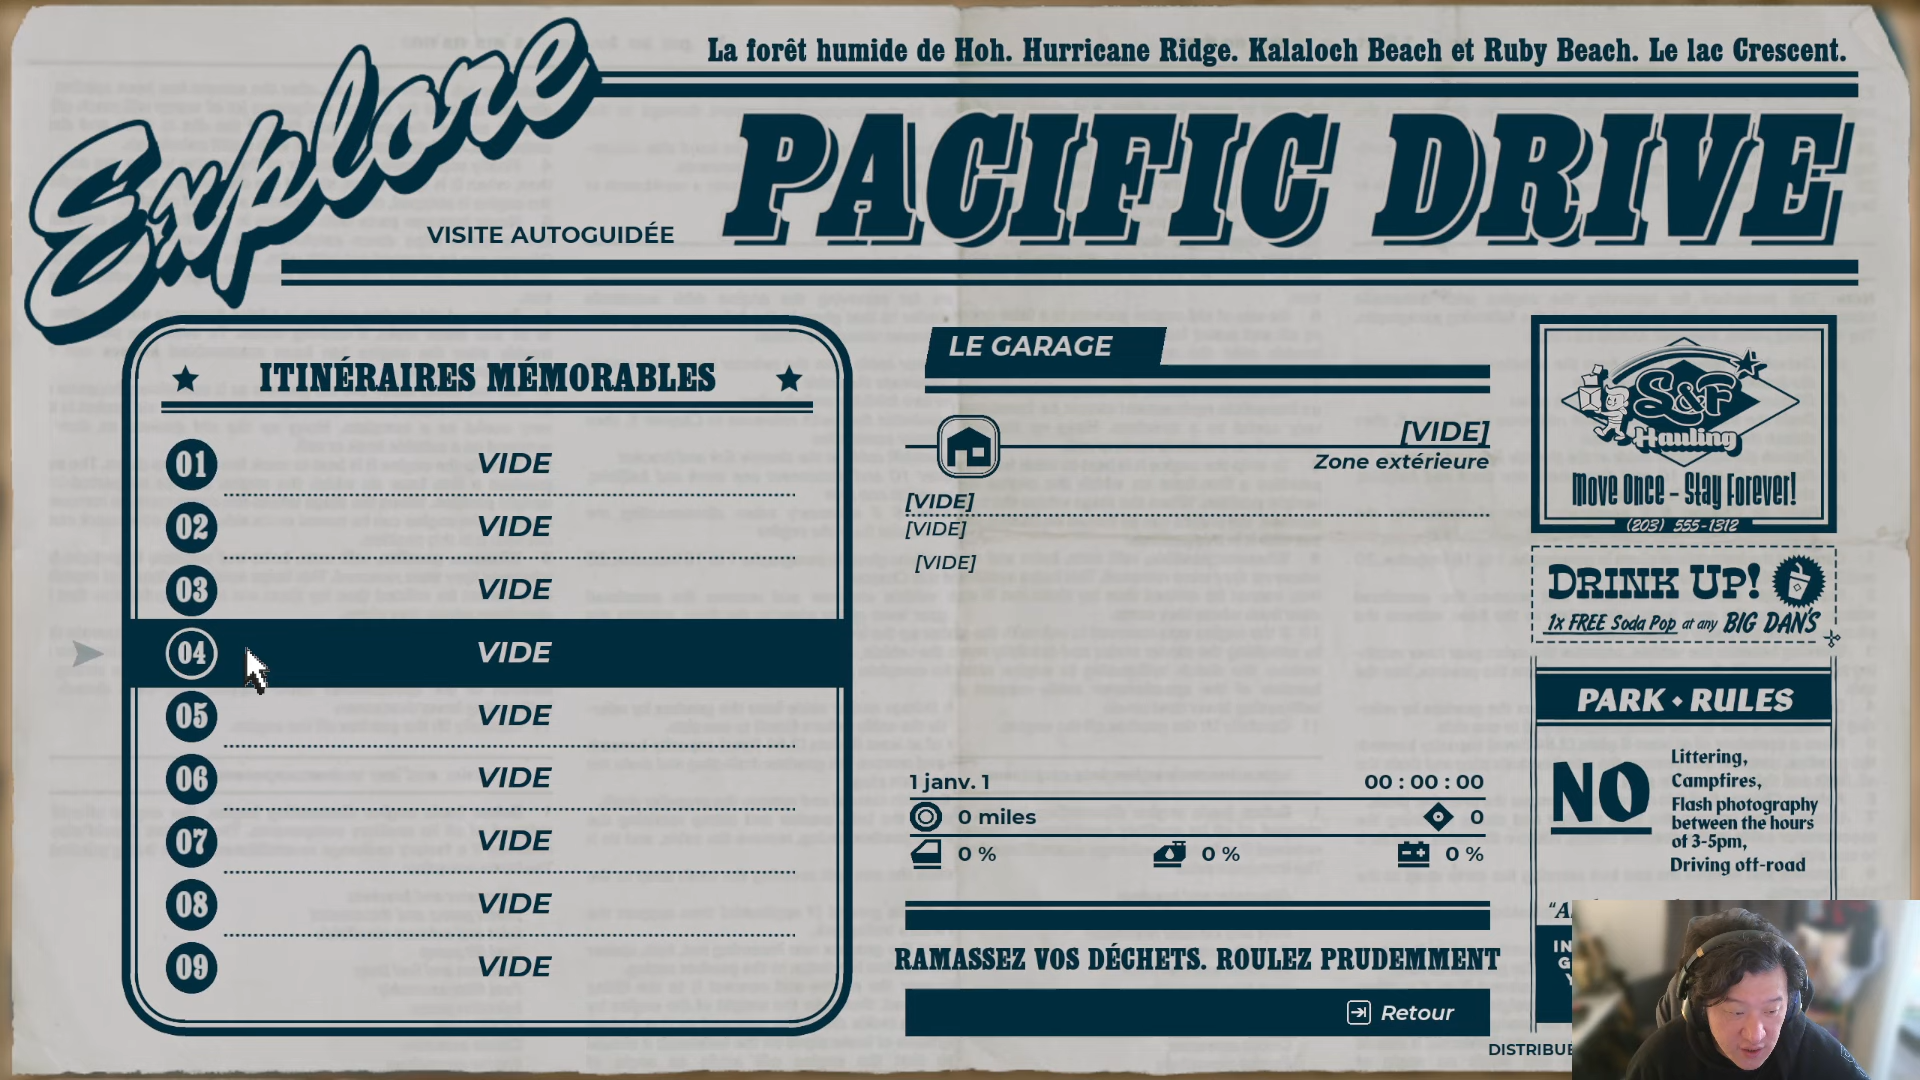 La forêt humide de Hoh. Hurricane Ridge. Kalaloch Beach et Ruby Beach. Le lac Crescent.
Explore
PACIFIC DRIVE
VISITE AUTOGUIDÉE
ITINÉRAIRES MÉMORABLES
01 VIDE
02 VIDE
03 VIDE
04 VIDE
05 VIDE
06 VIDE
07 VIDE
08 VIDE
09 VIDE
LE GARAGE
[VIDE]
Zone extérieure
[VIDE]
[VIDE]
[VIDE]
1 janv. 1 00 : 00 : 00
0 miles 0
0 % 0 % 0 %
RAMASSEZ VOS DÉCHETS. ROULEZ PRUDEMMENT
Retour
S&F
Hauling
Move Once - Stay Forever!
(203) 555-1312
DRINK UP!
1x FREE Soda Pop at any BIG DAN'S
PARK • RULES
NO
Littering,
Campfires,
Flash photography
between the hours
of 3-5pm,
Driving off-road